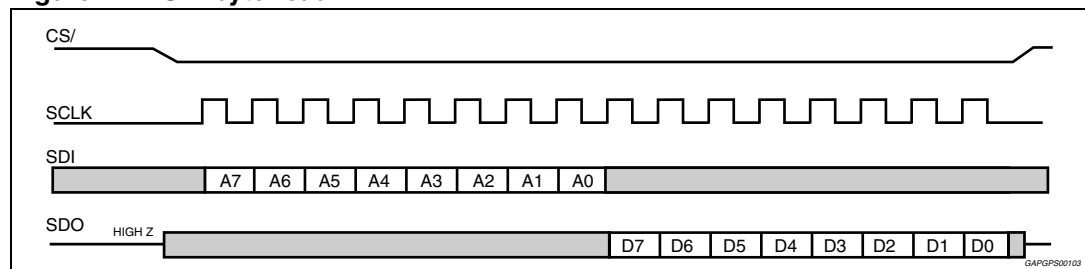 CS/
SCLK
SDI
A7 A6 A5 A4 A3 A2 A1 A0
SDO HIGH Z
D7 D6 D5 D4 D3 D2 D1 D0
GAPGPS00103